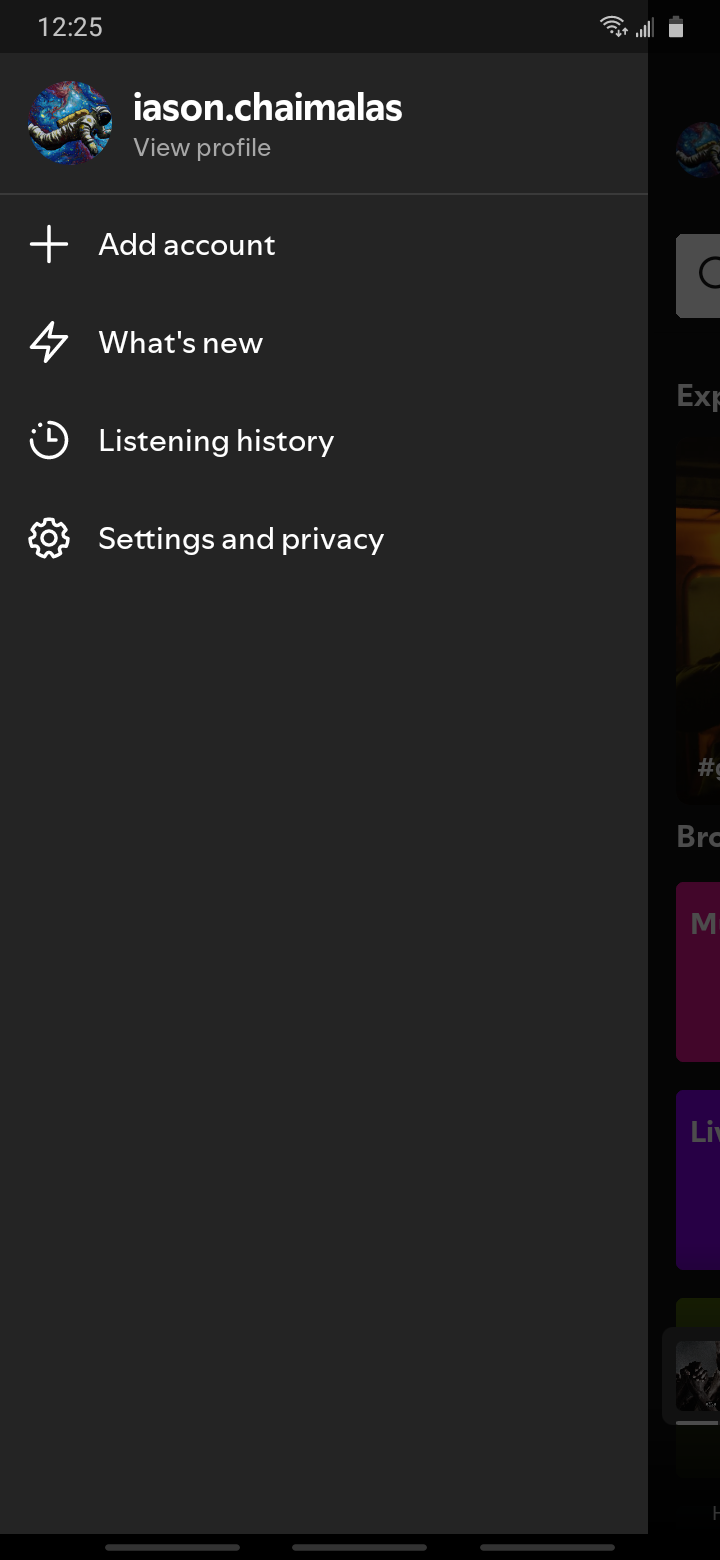 12:25
iason.chaimalas
View profile
Add account
What's new
Listening history
Settings and privacy